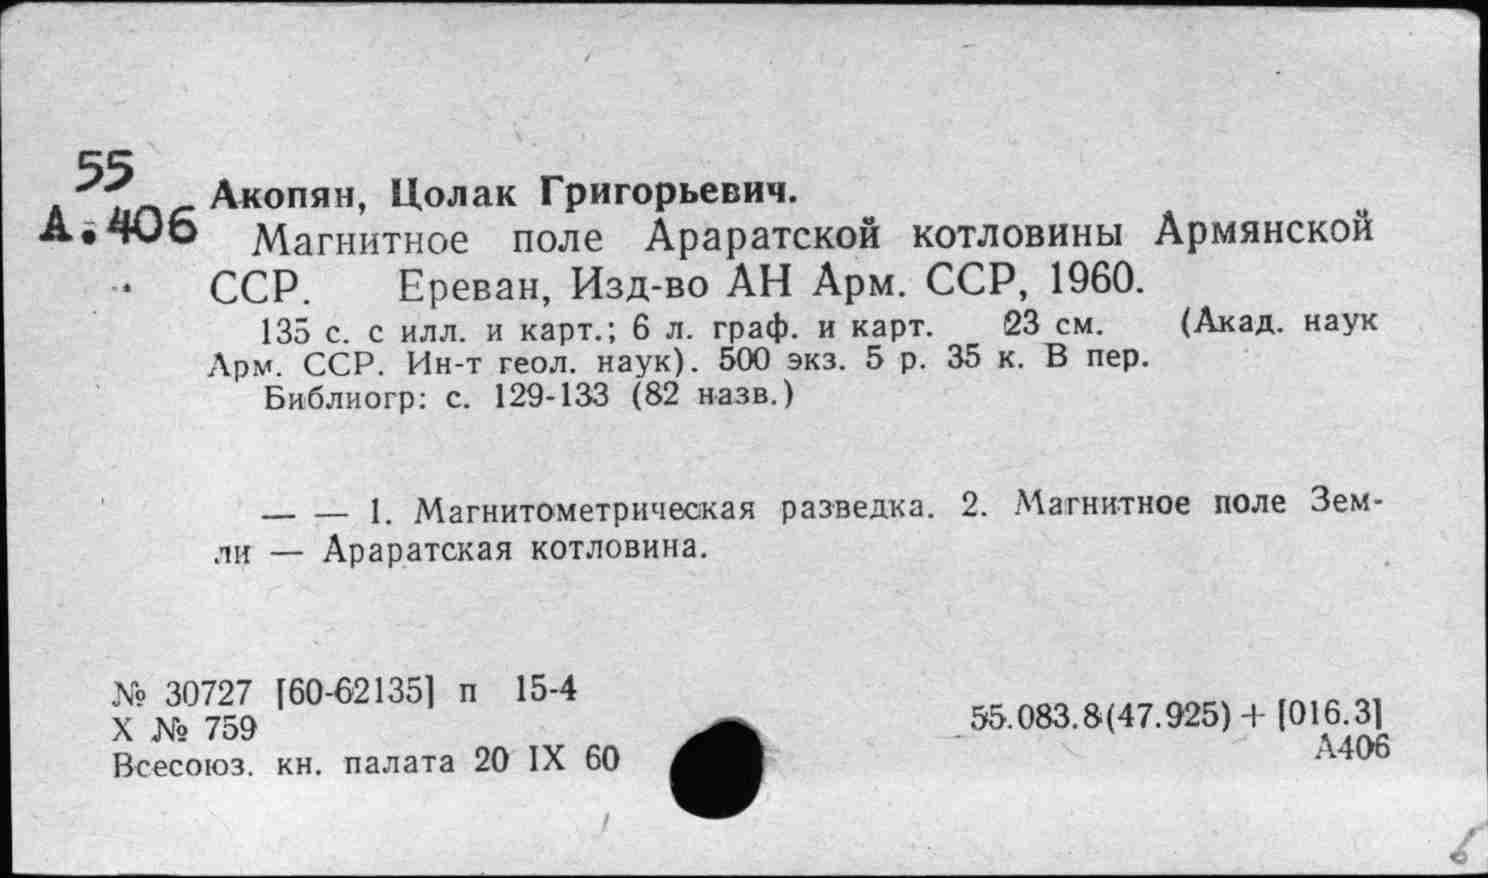 55
А.406
Акопян, Цолак Григорьевич.
Магнитное поле Араратской котловины Армянской
ССР. Ереван, Изд-во АН Арм. ССР, 1960.
135 с. с илл. и карт.; 6 л. граф. и карт. 23 см. (Акад. наук
Арм. ССР. Ин-т геол. наук). 500 экз. 5 р. 35 к. В пер.
Библиогр: с. 129-133 (82 назв.)
— — 1. Магнитометрическая разведка. 2. Магнитное поле Зем-
ли — Араратская котловина.
№ 30727 [60-62135] п 15-4
X № 759
Всесоюз. кн. палата 20 IX 60
55.083.8(47.925) + [016.3]
А406